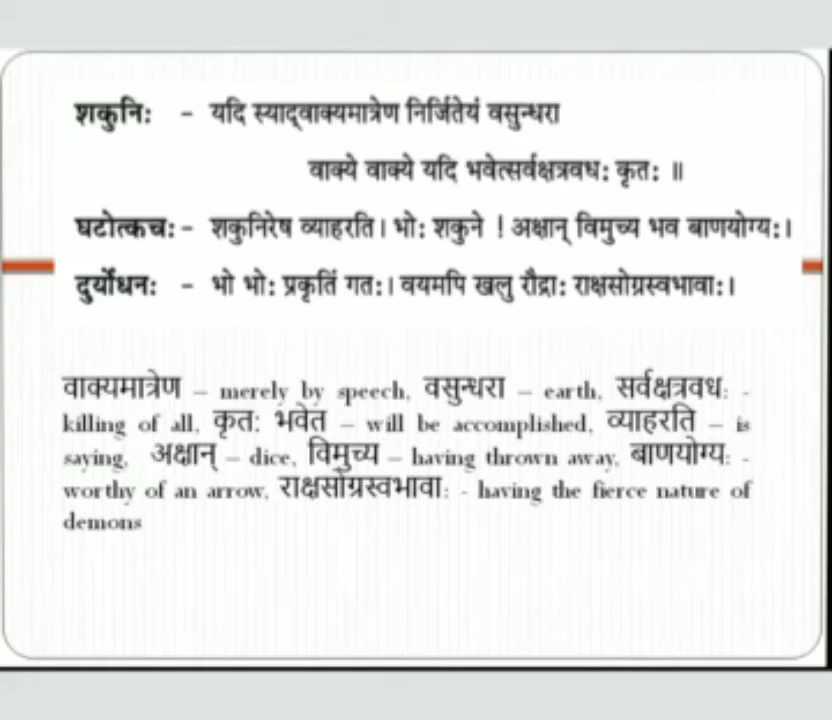 शकुनिः - यदि स्याद्वाक्यमात्रेण निर्जितेयं वसुन्धरा
वाक्ये वाक्ये यदि भवेत्सर्वक्षत्रवधः कृतः ॥
घटोत्कचः - शकुनिरेष व्याहरति। भोः शकुने ! अक्षान् विमुच्य भव बाणयोग्यः।
दुर्योधनः - भो भोः प्रकृतिं गतः। वयमपि खलु रौद्राः राक्षसोग्रस्वभावाः।
वाक्यमात्रेण – merely by speech, वसुन्धरा – earth, सर्वक्षत्रवधः -
killing of all, कृतः भवेत – will be accomplished, व्याहरति – is
saying, अक्षान् – dice, विमुच्य – having thrown away, बाणयोग्यः -
worthy of an arrow, राक्षसोग्रस्वभावाः - having the fierce nature of
demons